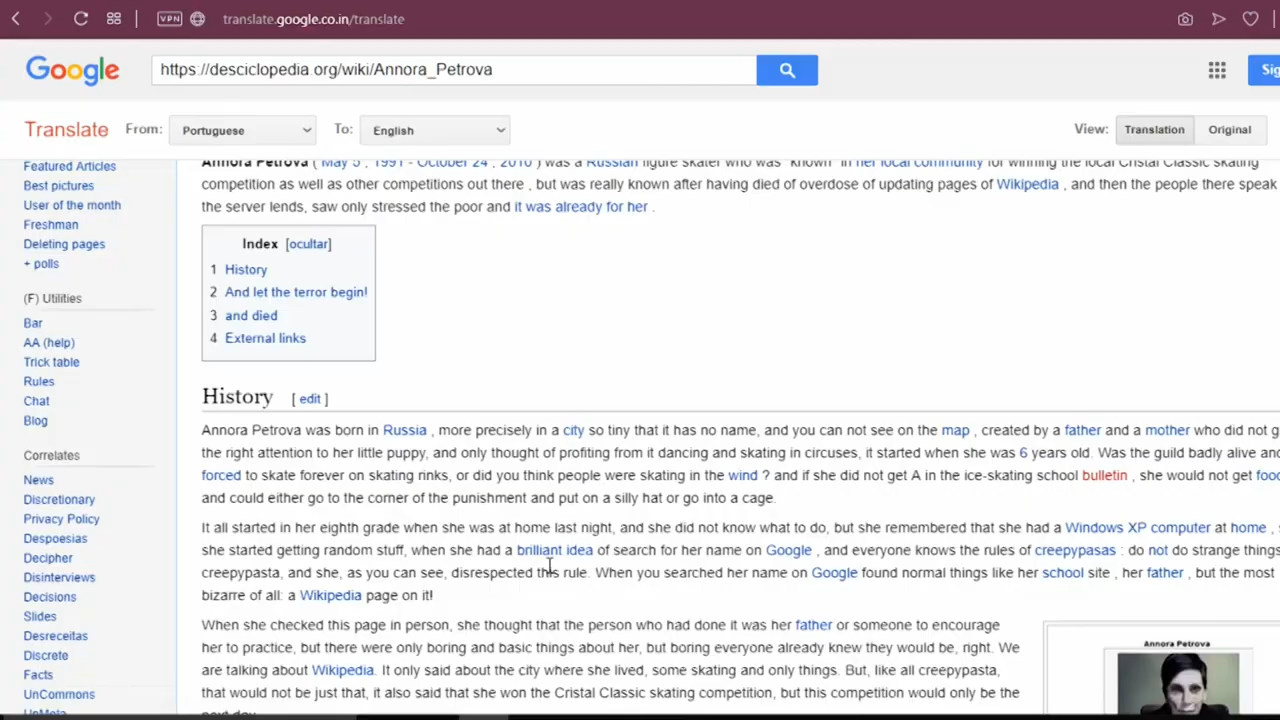 VPN translate.google.co.in/translate
Google https://desciclopedia.org/wiki/Annora_Petrova
Translate From: Portuguese To: English View: Translation Original
Featured Articles
Best pictures
User of the month
Freshman
Deleting pages
+ polls
(F) Utilities
Bar
AA (help)
Trick table
Rules
Chat
Blog
Correlates
News
Discretionary
Privacy Policy
Despoesias
Decipher
Disinterviews
Decisions
Slides
Desreceitas
Discrete
Facts
UnCommons
UnMeta
Annora Petrova ( May 5 , 1991 - October 24 , 2010 ) was a Russian figure skater who was "known" in her local community for winning the local Cristal Classic skating
competition as well as other competitions out there , but was really known after having died of overdose of updating pages of Wikipedia , and then the people there speak
the server lends, saw only stressed the poor and it was already for her .
Index [ocultar]
1 History
2 And let the terror begin!
3 and died
4 External links
History [ edit ]
Annora Petrova was born in Russia , more precisely in a city so tiny that it has no name, and you can not see on the map , created by a father and a mother who did not g
the right attention to her little puppy, and only thought of profiting from it dancing and skating in circuses, it started when she was 6 years old. Was the guild badly alive and
forced to skate forever on skating rinks, or did you think people were skating in the wind ? and if she did not get A in the ice-skating school bulletin , she would not get food
and could either go to the corner of the punishment and put on a silly hat or go into a cage.
It all started in her eighth grade when she was at home last night, and she did not know what to do, but she remembered that she had a Windows XP computer at home ,
she started getting random stuff, when she had a brilliant idea of search for her name on Google , and everyone knows the rules of creepypasas : do not do strange things
creepypasta, and she, as you can see, disrespected this rule. When you searched her name on Google found normal things like her school site , her father , but the most
bizarre of all: a Wikipedia page on it!
When she checked this page in person, she thought that the person who had done it was her father or someone to encourage
her to practice, but there were only boring and basic things about her, but boring everyone already knew they would be, right. We
are talking about Wikipedia. It only said about the city where she lived, some skating and only things. But, like all creepypasta,
that would not be just that, it also said that she won the Cristal Classic skating competition, but this competition would only be the
next day.
Annora Petrova